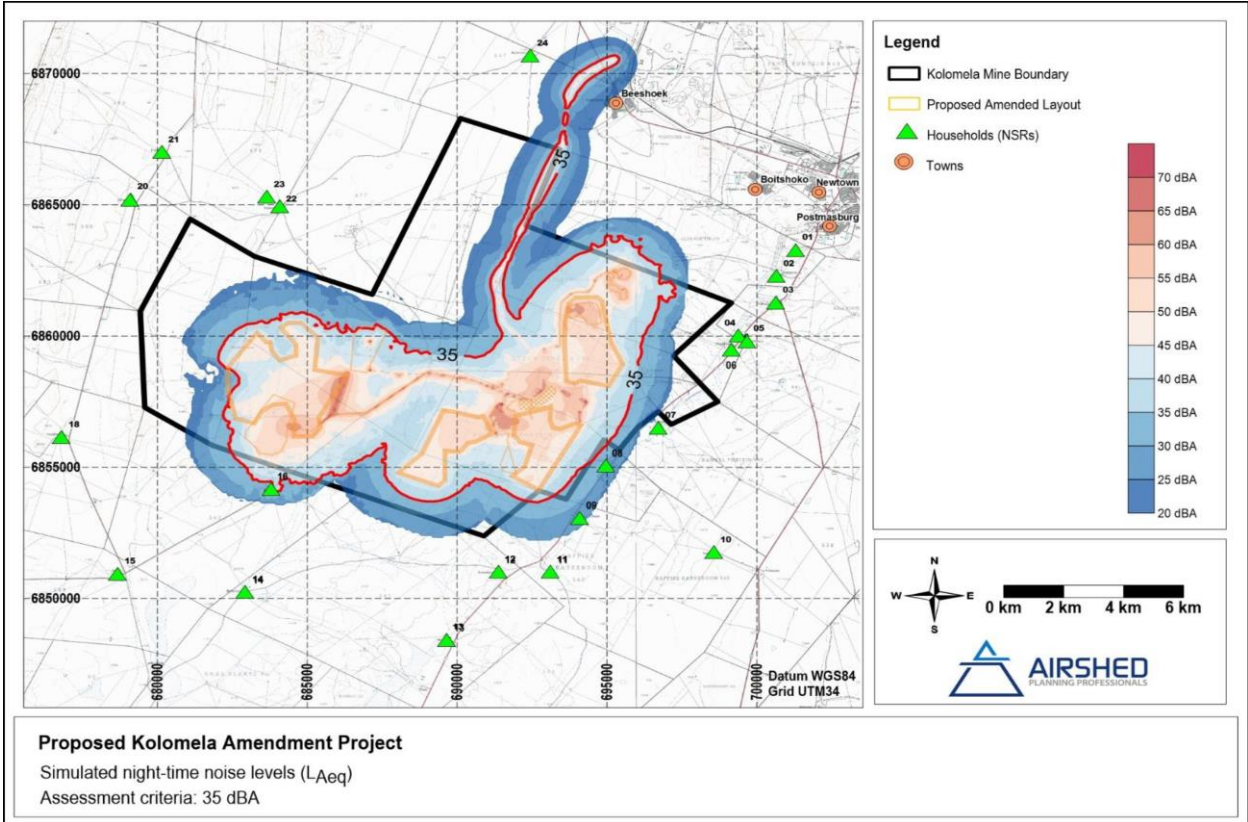 24
6870000
Beeshoek
35
21
20
23
22
6865000
Boitshoko
Newtown
Postmasburg
01
02
03
6860000
35
04
05
06
35
07
18
6855000
08
16
09
10
15
14
12
11
6850000
13
680000
685000
690000
695000
700000
Datum WGS84
Grid UTM34
Legend
Kolomela Mine Boundary
Proposed Amended Layout
Households (NSRs)
Towns
70 dBA
65 dBA
60 dBA
55 dBA
50 dBA
45 dBA
40 dBA
35 dBA
30 dBA
25 dBA
20 dBA
N
W E
S
0 km 2 km 4 km 6 km
AIRSHED
PLANNING PROFESSIONALS
Proposed Kolomela Amendment Project
Simulated night-time noise levels (LAeq)
Assessment criteria: 35 dBA